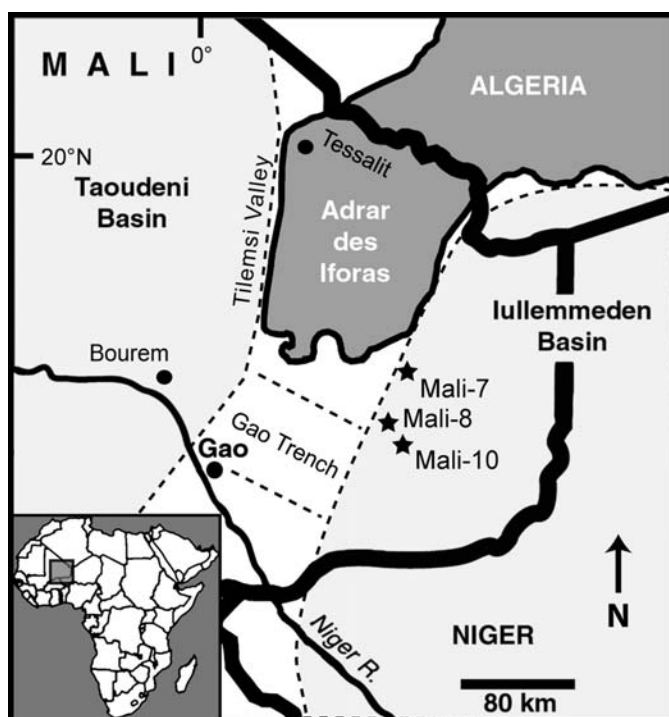 MALI
0°
ALGERIA
20°N
Tessalit
Taoudeni
Basin
Tilemsi Valley
Adrar
des
Iforas
Iullemmeden
Basin
Bourem
Mali-7
Mali-8
Gao Trench
Gao
Mali-10
Niger R.
NIGER
N
80 km